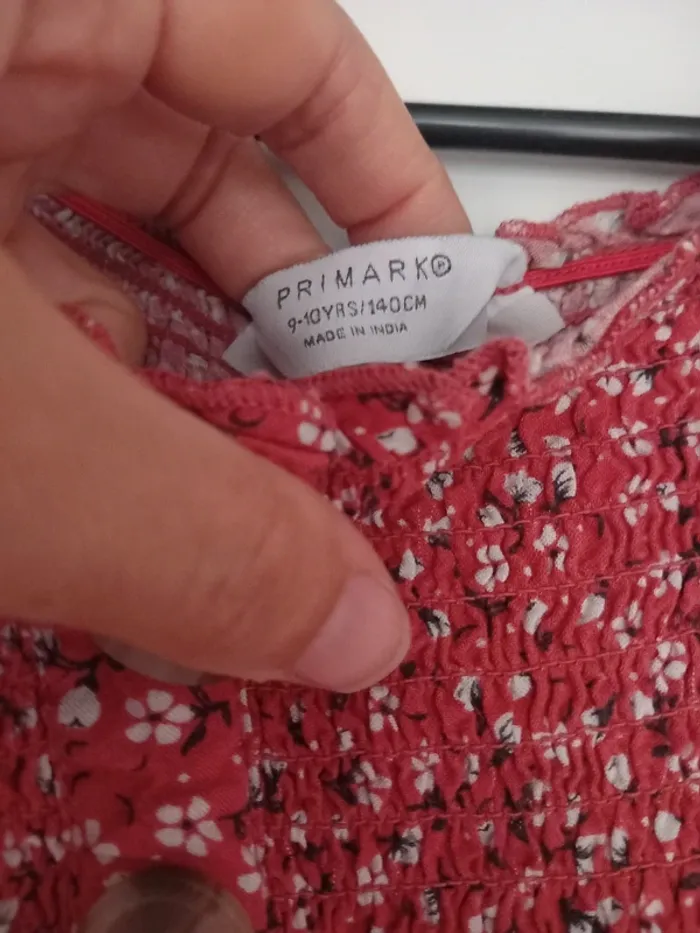 PRIMARK Ⓟ
9-10YRS/140CM
MADE IN INDIA